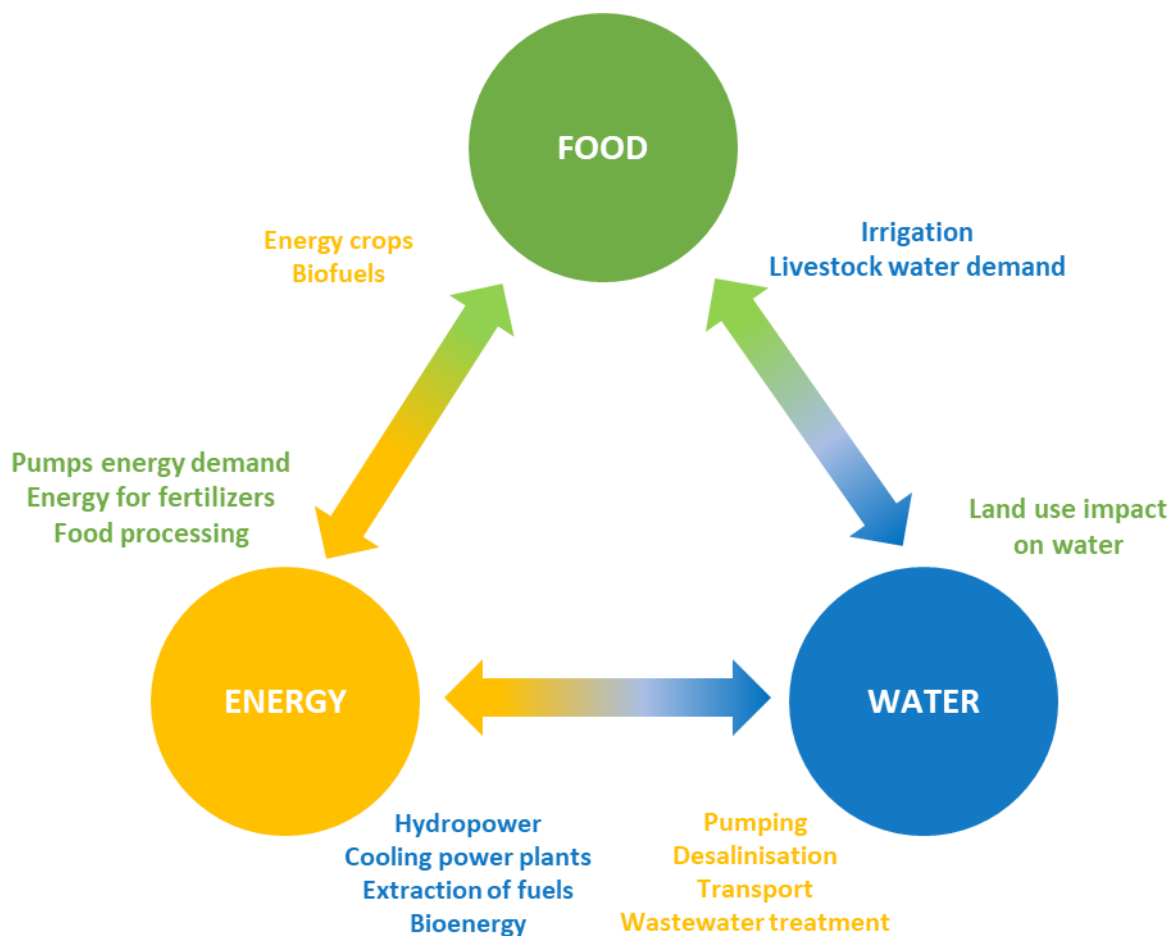 FOOD
Energy crops
Biofuels
Irrigation
Livestock water demand
Pumps energy demand
Energy for fertilizers
Food processing
Land use impact
on water
ENERGY
WATER
Hydropower
Cooling power plants
Extraction of fuels
Bioenergy
Pumping
Desalinisation
Transport
Wastewater treatment